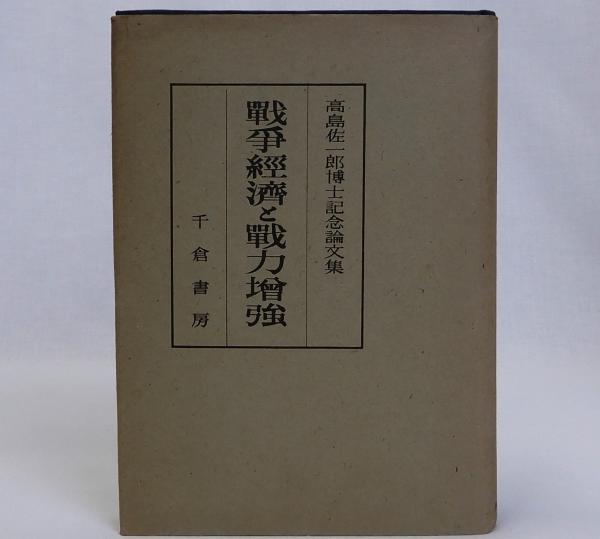 高島佐一郎博士記念論文集
戰爭經濟と戰力增強
千倉書房